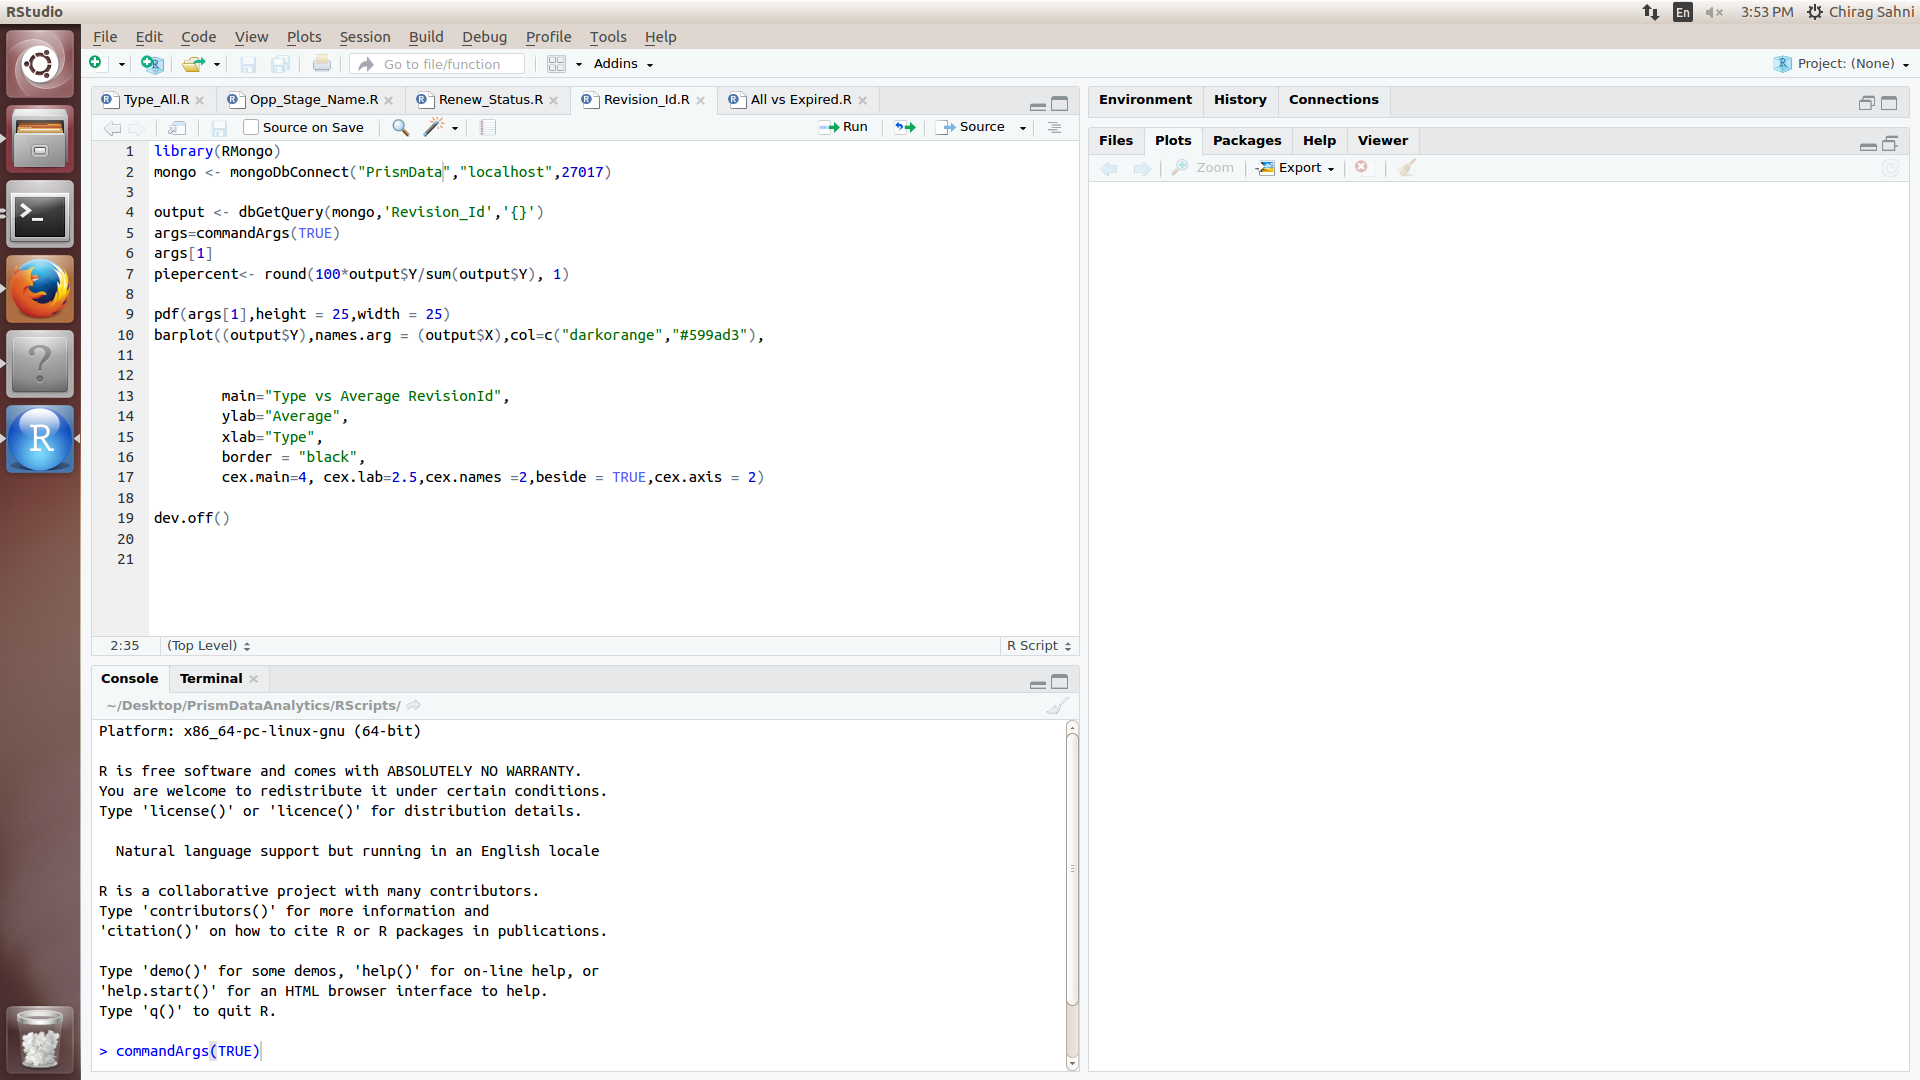 RStudio
En
3:53 PM
Chirag Sahni
File Edit Code View Plots Session Build Debug Profile Tools Help
Go to file/function
Addins
Project: (None)
Type_All.R
Opp_Stage_Name.R
Renew_Status.R
Revision_Id.R
All vs Expired.R
Source on Save
Run
Source
1 library(RMongo)
2 mongo <- mongoDbConnect("PrismData","localhost",27017)
3
4 output <- dbGetQuery(mongo,'Revision_Id','{}')
5 args=commandArgs(TRUE)
6 args[1]
7 piepercent<- round(100*output$Y/sum(output$Y), 1)
8
9 pdf(args[1],height = 25,width = 25)
10 barplot((output$Y),names.arg = (output$X),col=c("darkorange","#599ad3"),
11
12
13 main="Type vs Average RevisionId",
14 ylab="Average",
15 xlab="Type",
16 border = "black",
17 cex.main=4, cex.lab=2.5,cex.names =2,beside = TRUE,cex.axis = 2)
18
19 dev.off()
20
21
2:35
(Top Level)
R Script
Console
Terminal
~/Desktop/PrismDataAnalytics/RScripts/
Platform: x86_64-pc-linux-gnu (64-bit)
R is free software and comes with ABSOLUTELY NO WARRANTY.
You are welcome to redistribute it under certain conditions.
Type 'license()' or 'licence()' for distribution details.
Natural language support but running in an English locale
R is a collaborative project with many contributors.
Type 'contributors()' for more information and
'citation()' on how to cite R or R packages in publications.
Type 'demo()' for some demos, 'help()' for on-line help, or
'help.start()' for an HTML browser interface to help.
Type 'q()' to quit R.
> commandArgs(TRUE)
Environment
History
Connections
Files
Plots
Packages
Help
Viewer
Zoom
Export